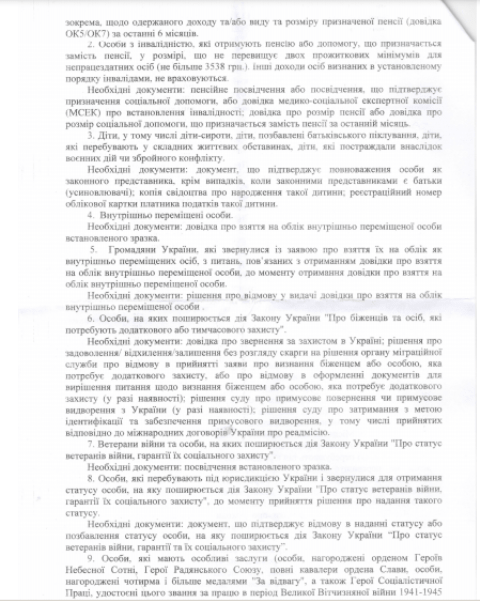 зокрема, щодо одержаного доходу та/або виду та розміру призначеної пенсії (довідка
ОК5/ОК7) за останні 6 місяців.
2. Особи з інвалідністю, які отримують пенсію або допомогу, що призначається
замість пенсії, у розмірі, що не перевищує двох прожиткових мінімумів для
непрацездатних осіб (не більше 3538 грн.). інші доходи осіб визнаних в установленому
порядку інвалідами, не враховуються.
Необхідні документи: пенсійне посвідчення або посвідчення, що підтверджує
призначення соціальної допомоги, або довідка медико-соціальної експертної комісії
(МСЕК) про встановлення інвалідності; довідка про розмір пенсії або довідка про
розмір соціальної допомоги, що призначається замість пенсії за останній місяць.
3. Діти, у тому числі діти-сироти, діти, позбавлені батьківського піклування, діти,
які перебувають у складних життєвих обставинах, діти, які постраждали внаслідок
воєнних дій чи збройного конфлікту.
Необхідні документи: документ, що підтверджує повноваження особи як
законного представника, крім випадків, коли законними представниками є батьки
(усиновлювачі); копія свідоцтва про народження такої дитини; реєстраційний номер
облікової картки платника податків такої дитини.
4. Внутрішньо переміщені особи.
Необхідні документи: довідка про взяття на облік внутрішньо переміщеної особи
встановленого зразка.
5. Громадяни України, які звернулися із заявою про взяття їх на облік як
внутрішньо переміщених осіб, з питань, пов'язаних з отриманням довідки про взяття
на облік внутрішньо переміщеної особи, до моменту отримання довідки про взяття на
облік внутрішньо переміщеної особи.
Необхідні документи: рішення про відмову у видачі довідки про взяття на облік
внутрішньо переміщеної особи .
6. Особи, на яких поширюється дія Закону України "Про біженців та осіб, які
потребують додаткового або тимчасового захисту".
Необхідні документи: довідка про звернення за захистом в Україні; рішення про
задоволення/ відхилення/залишення без розгляду скарги на рішення органу міграційної
служби про відмову в прийнятті заяви про визнання біженцем або особою, яка
потребує додаткового захисту, або про відмову в оформленні документів для
вирішення питання щодо визнання біженцем або особою, яка потребує додаткового
захисту (у разі наявності); рішення суду про примусове повернення чи примусове
видворення з України (у разі наявності); рішення суду про затримання з метою
ідентифікації та забезпечення примусового видворення, у тому числі прийнятих
відповідно до міжнародних договорів України про реадмісію.
7. Ветерани війни та особи, на яких поширюється дія Закону України "Про статус
ветеранів війни, гарантії їх соціального захисту".
Необхідні документи: посвідчення встановленого зразка.
8. Особи, які перебувають під юрисдикцією України і звернулися для отримання
статусу особи, на яку поширюється дія Закону України "Про статус ветеранів війни,
гарантії їх соціального захисту", до моменту прийняття рішення про надання такого
статусу.
Необхідні документи: документ, що підтверджує відмову в наданні статусу або
позбавлення статусу особи, на яку поширюється дія Закону України “Про статус
ветеранів війни, гарантії та їх соціального захисту”.
9. Особи, які мають особливі заслуги (особи, нагороджені орденом Героїв
Небесної Сотні, Герої Радянського Союзу, повні кавалери ордена Слави, особи,
нагороджені чотирма і більше медалями "За відвагу", а також Герої Соціалістичної
Праці, удостоєні цього звання за працю в період Великої Вітчизняної війни 1941-1945